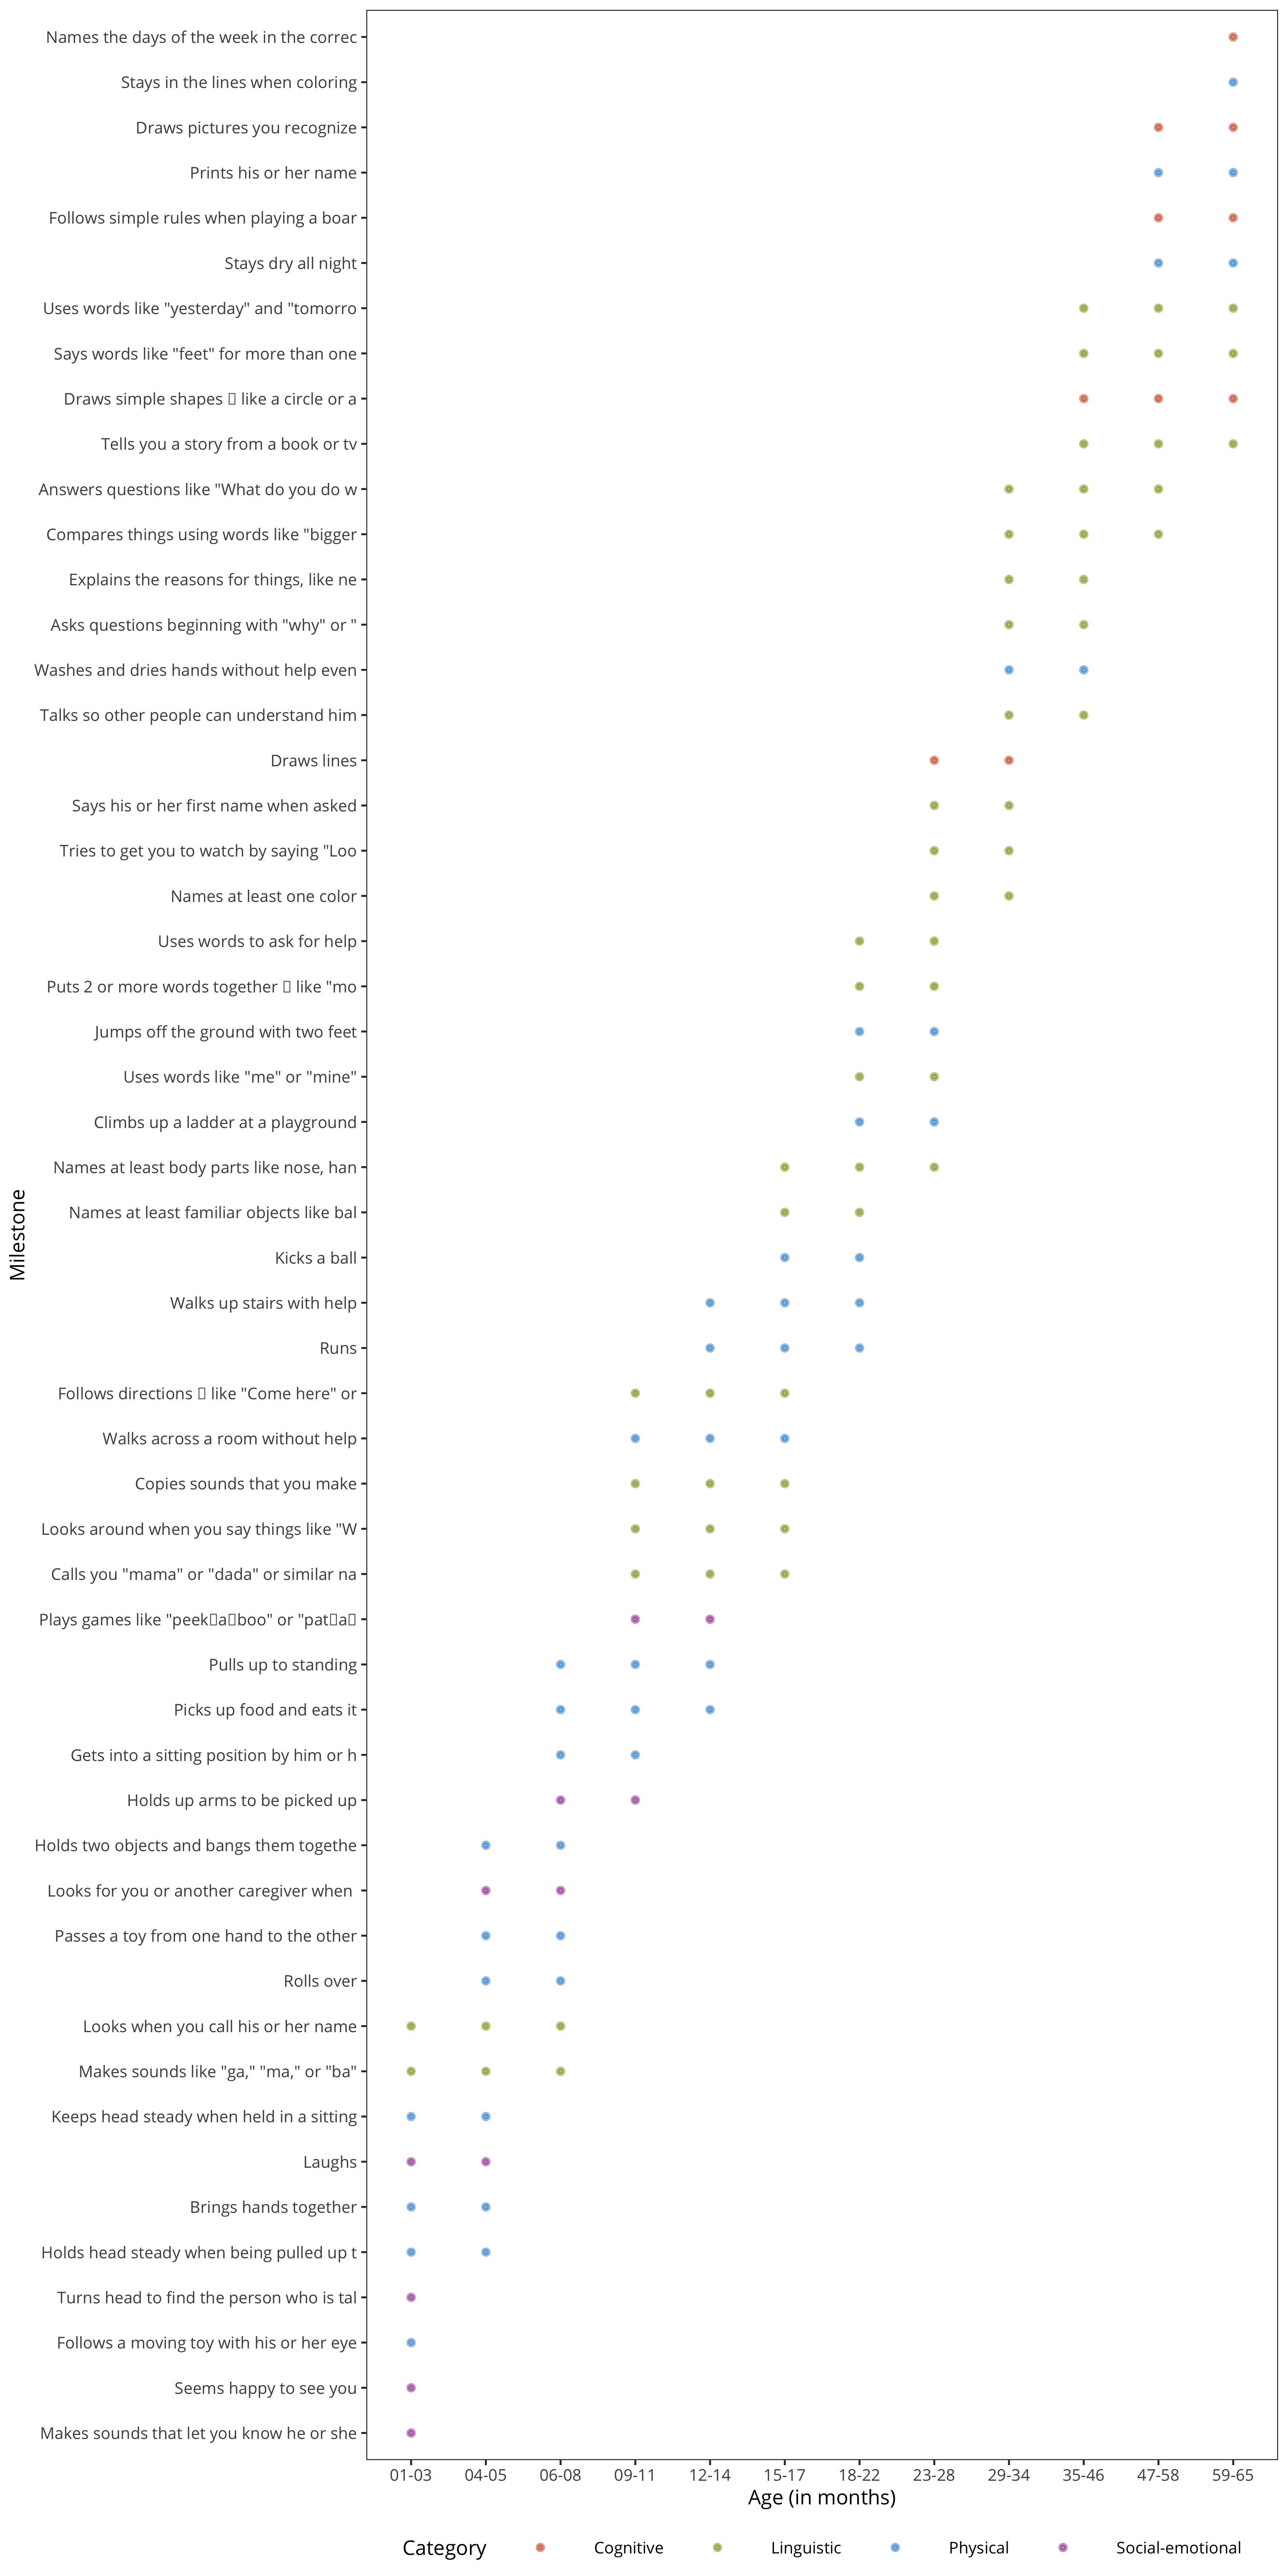 Names the days of the week in the correc
Stays in the lines when coloring
Draws pictures you recognize
Prints his or her name
Follows simple rules when playing a boar
Stays dry all night
Uses words like "yesterday" and "tomorro
Says words like "feet" for more than one
Draws simple shapes ▯ like a circle or a
Tells you a story from a book or tv
Answers questions like "What do you do w
Compares things using words like "bigger
Explains the reasons for things, like ne
Asks questions beginning with "why" or "
Washes and dries hands without help even
Talks so other people can understand him
Draws lines
Says his or her first name when asked
Tries to get you to watch by saying "Loo
Names at least one color
Uses words to ask for help
Puts 2 or more words together ▯ like "mo
Jumps off the ground with two feet
Uses words like "me" or "mine"
Climbs up a ladder at a playground
Names at least body parts like nose, han
Names at least familiar objects like bal
Kicks a ball
Walks up stairs with help
Runs
Follows directions ▯ like "Come here" or
Walks across a room without help
Copies sounds that you make
Looks around when you say things like "W
Calls you "mama" or "dada" or similar na
Plays games like "peek▯a▯boo" or "pat▯a▯
Pulls up to standing
Picks up food and eats it
Gets into a sitting position by him or h
Holds up arms to be picked up
Holds two objects and bangs them togethe
Looks for you or another caregiver when
Passes a toy from one hand to the other
Rolls over
Looks when you call his or her name
Makes sounds like "ga," "ma," or "ba"
Keeps head steady when held in a sitting
Laughs
Brings hands together
Holds head steady when being pulled up t
Turns head to find the person who is tal
Follows a moving toy with his or her eye
Seems happy to see you
Makes sounds that let you know he or she
Milestone
01-03 04-05 06-08 09-11 12-14 15-17 18-22 23-28 29-34 35-46 47-58 59-65
Age (in months)
Category Cognitive Linguistic Physical Social-emotional